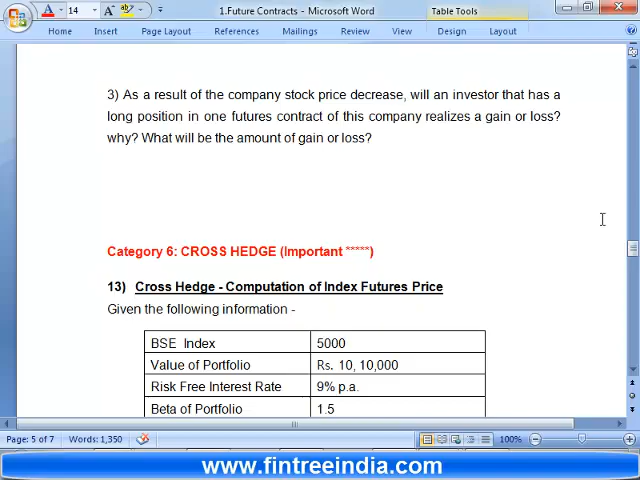 1.Future Contracts - Microsoft Word
Table Tools
14
Home Insert Page Layout References Mailings Review View Design Layout
3) As a result of the company stock price decrease, will an investor that has a
long position in one futures contract of this company realizes a gain or loss?
why? What will be the amount of gain or loss?
Category 6: CROSS HEDGE (Important *****)
13) Cross Hedge - Computation of Index Futures Price
Given the following information -
BSE Index 5000
Value of Portfolio Rs. 10, 10,000
Risk Free Interest Rate 9% p.a.
Beta of Portfolio 1.5
Page: 5 of 7 Words: 1,350 100%
www.fintreeindia.com